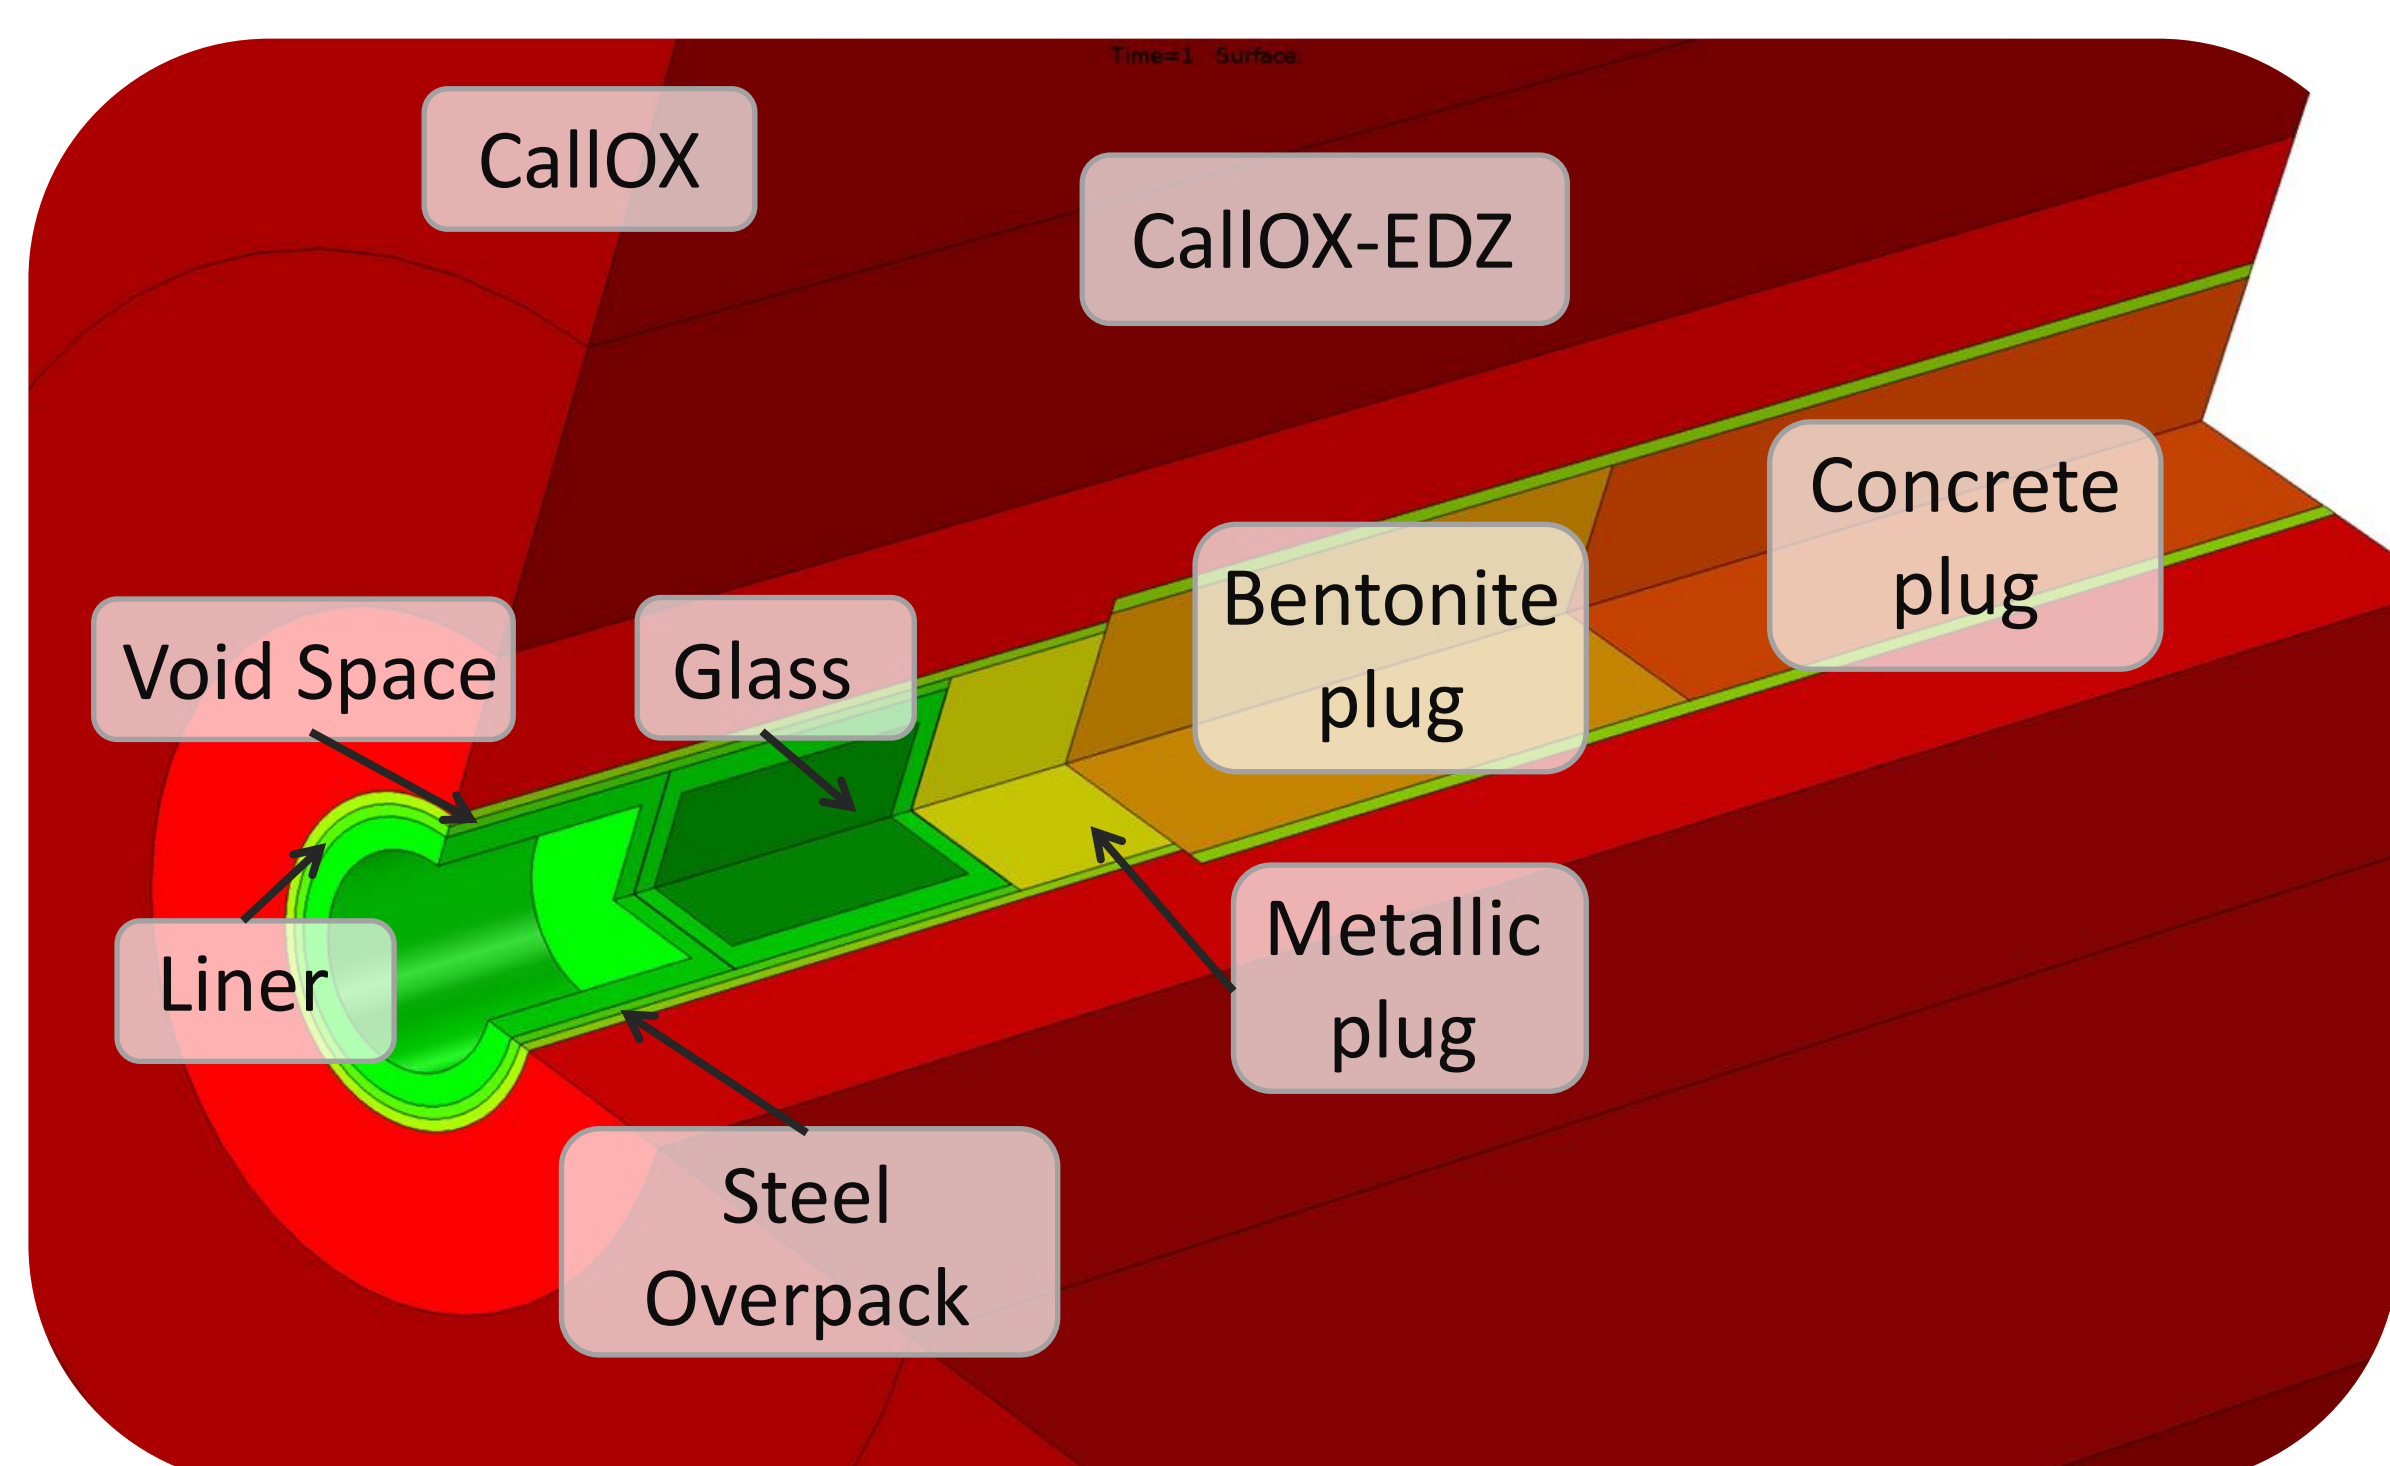 Time=1 Surface:
CallOX
CallOX-EDZ
Concrete
plug
Bentonite
plug
Void Space
Glass
Metallic
plug
Liner
Steel
Overpack